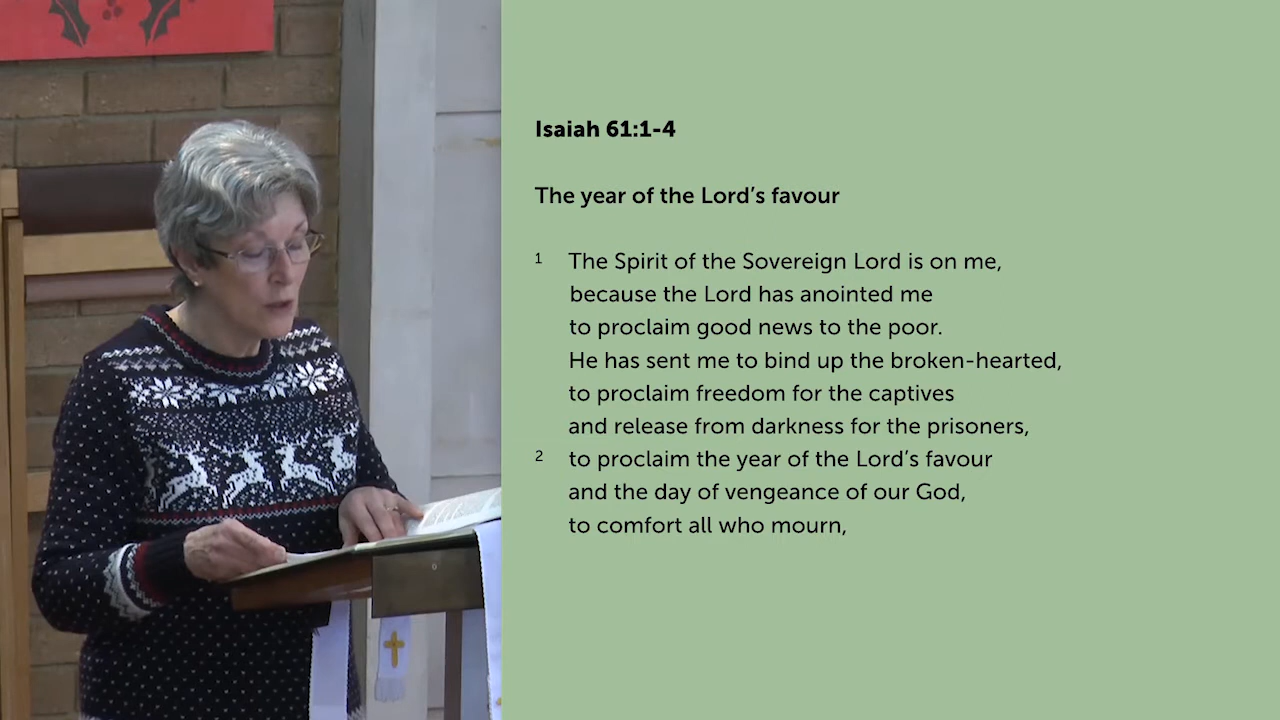 Isaiah 61:1-4
The year of the Lord’s favour
1 The Spirit of the Sovereign Lord is on me,
because the Lord has anointed me
to proclaim good news to the poor.
He has sent me to bind up the broken-hearted,
to proclaim freedom for the captives
and release from darkness for the prisoners,
2 to proclaim the year of the Lord’s favour
and the day of vengeance of our God,
to comfort all who mourn,